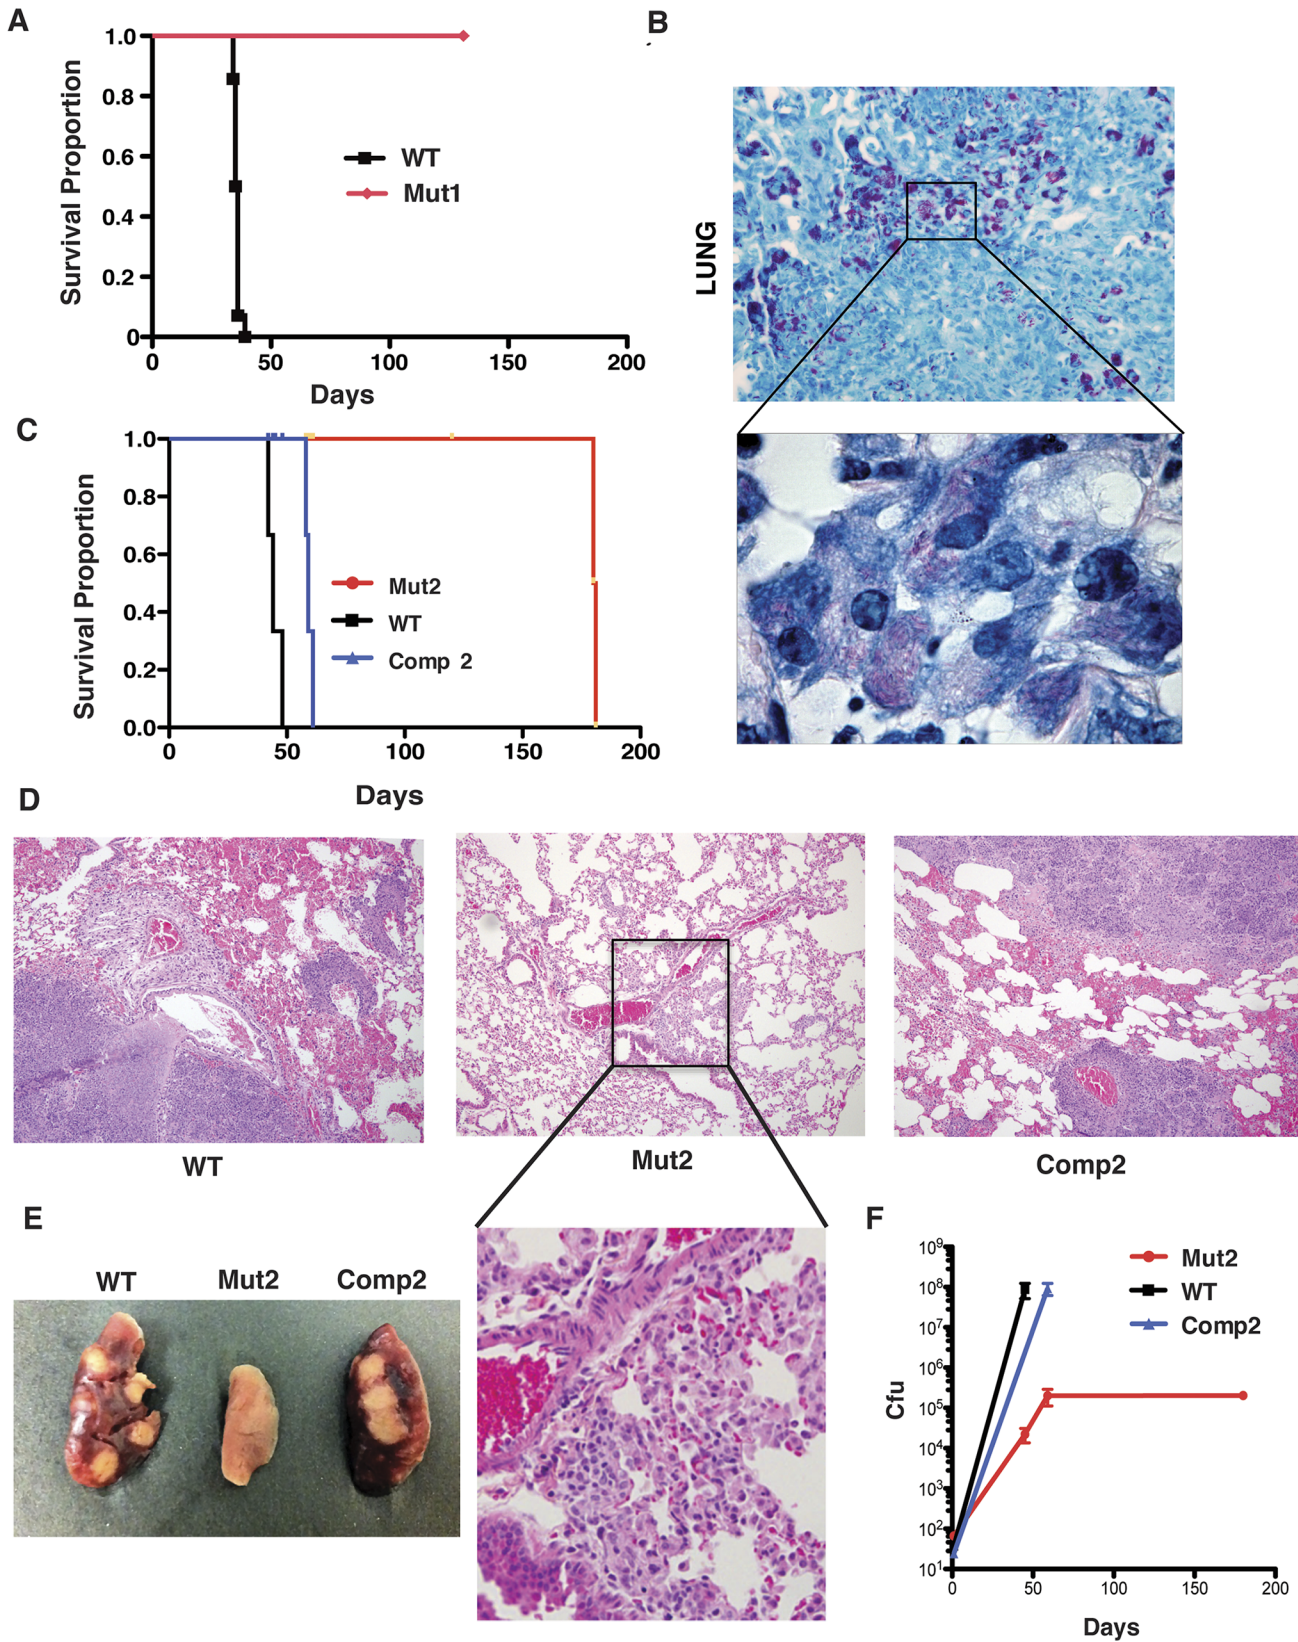 A
1.0
0.8
0.6
0.4
0.2
0
Survival Proportion
WT
Mut1
0 50 100 150 200
Days
B
LUNG
C
1.0
0.8
0.6
0.4
0.2
0.0
Survival Proportion
Mut2
WT
Comp 2
0 50 100 150 200
Days
D
WT
Mut2
Comp2
E
WT Mut2 Comp2
F
10⁹
10⁸
10⁷
10⁶
10⁵
10⁴
10³
10²
10¹
Cfu
Mut2
WT
Comp2
0 50 100 150 200
Days